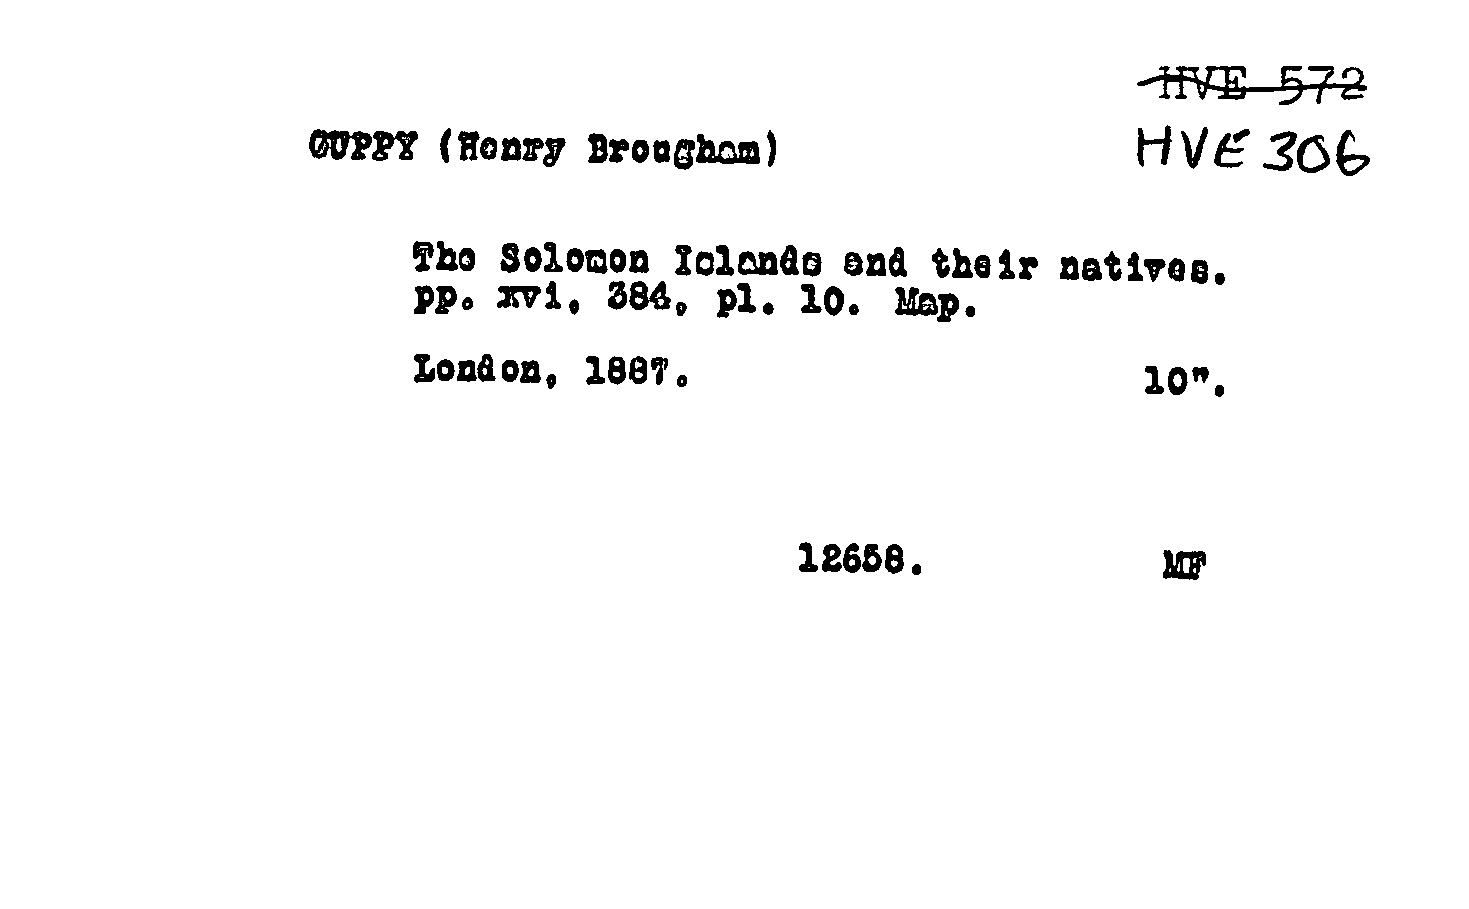 HVE 572
GUPPY (Henry Brougham)
HVE 306
The Solomon Islands and their natives.
pp. xvi, 384, pl. 10. Map.
London, 1887.
10".
12658.
MF